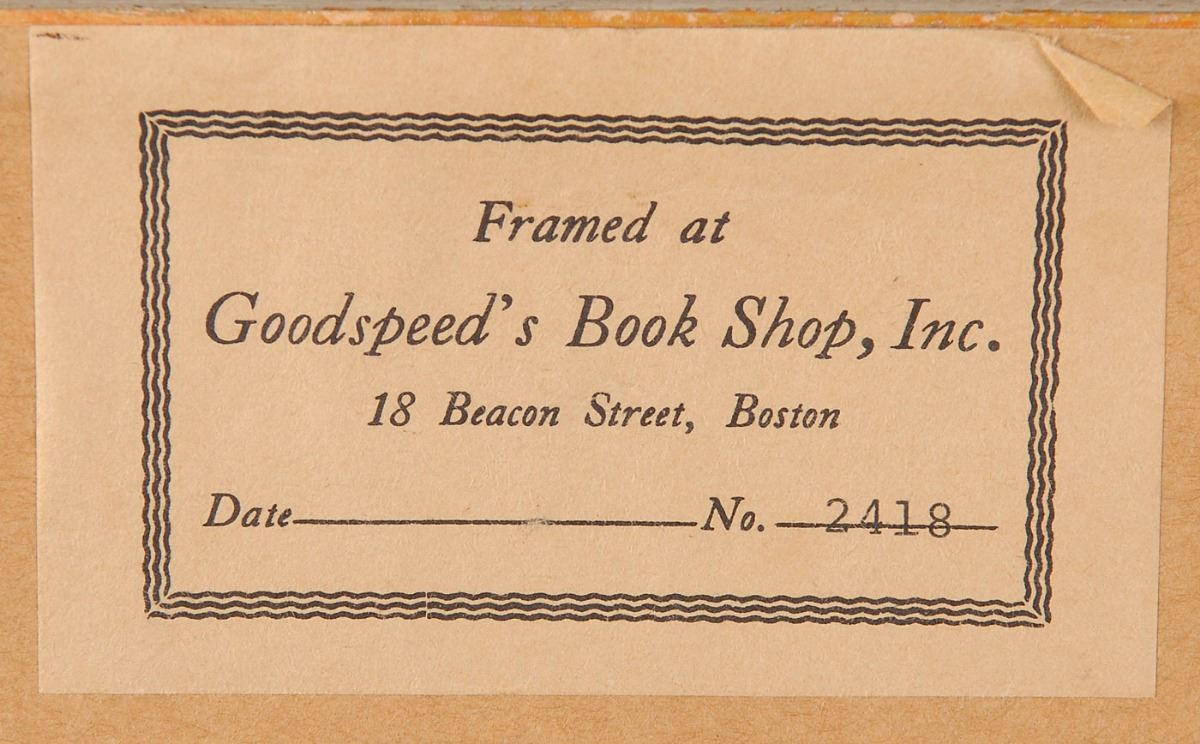 Framed at
Goodspeed's Book Shop, Inc.
18 Beacon Street, Boston
Date No. 2418